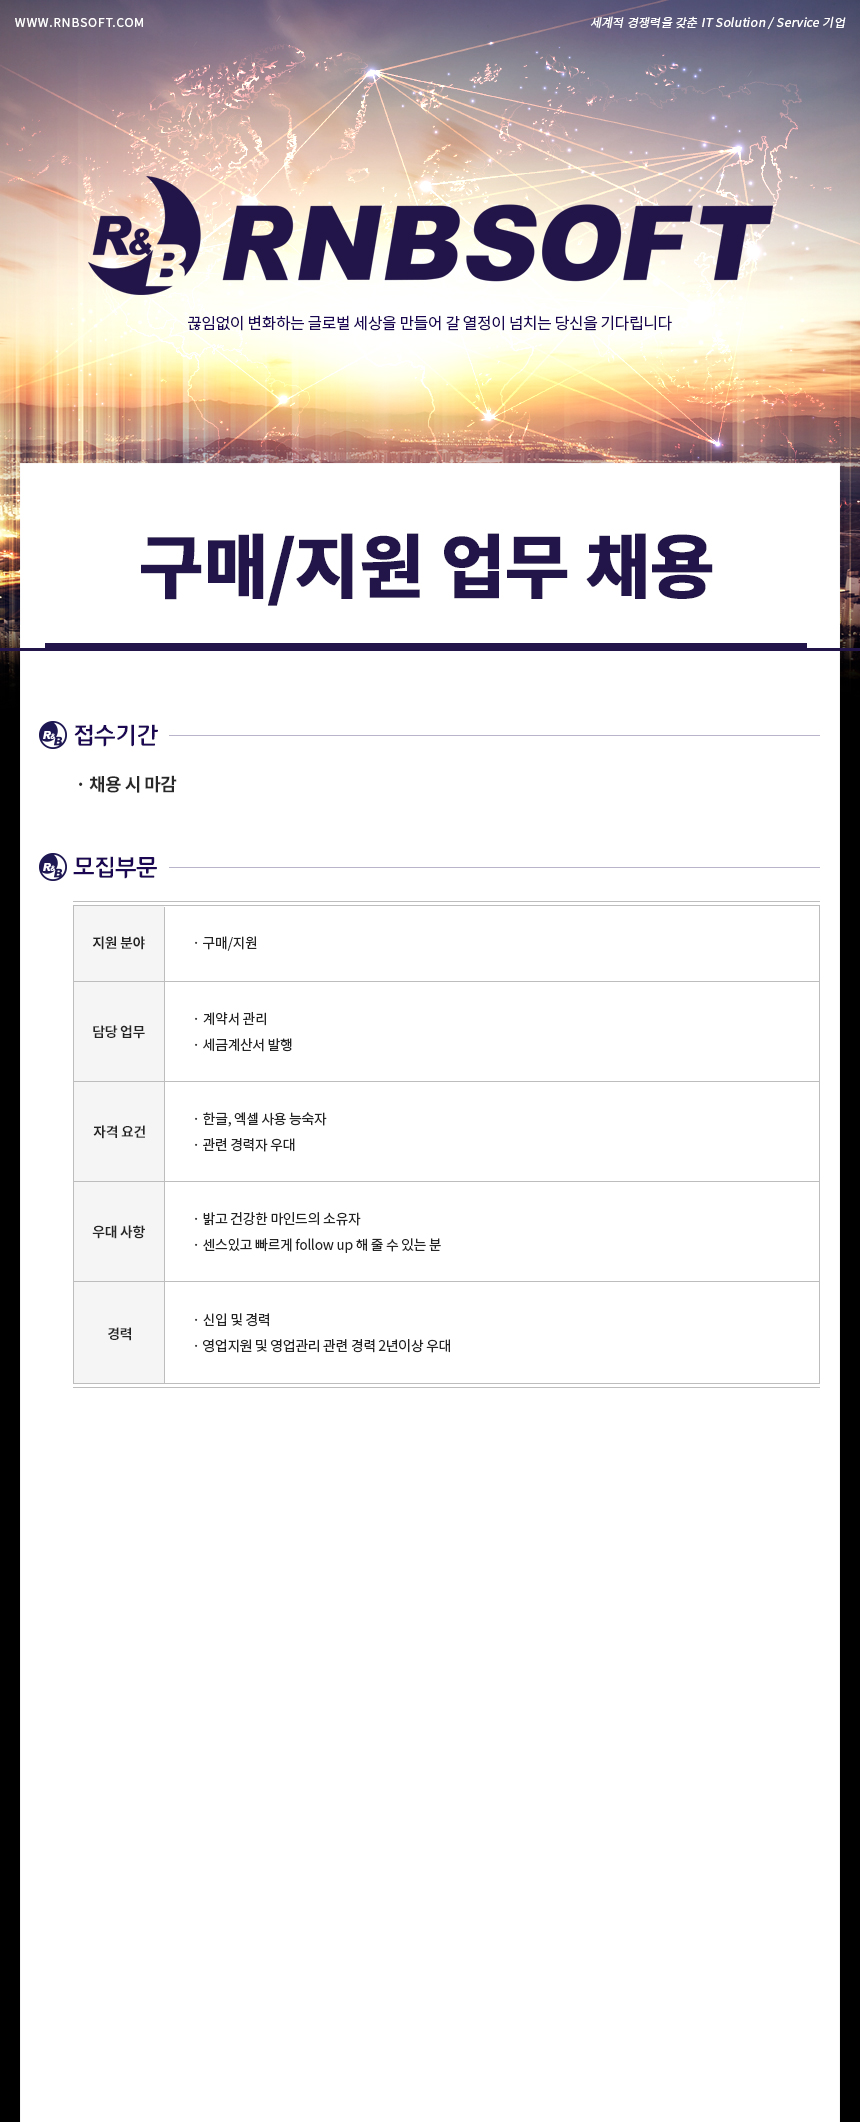 WWW.RNBSOFT.COM
세계적 경쟁력을 갖춘 IT Solution / Service 기업
R&B RNBSOFT
끊임없이 변화하는 글로벌 세상을 만들어 갈 열정이 넘치는 당신을 기다립니다
구매/지원 업무 채용
R&B 접수기간
· 채용 시 마감
R&B 모집부문
지원 분야
· 구매/지원
담당 업무
· 계약서 관리
· 세금계산서 발행
자격 요건
· 한글, 엑셀 사용 능숙자
· 관련 경력자 우대
우대 사항
· 밝고 건강한 마인드의 소유자
· 센스있고 빠르게 follow up 해 줄 수 있는 분
경력
· 신입 및 경력
· 영업지원 및 영업관리 관련 경력 2년이상 우대